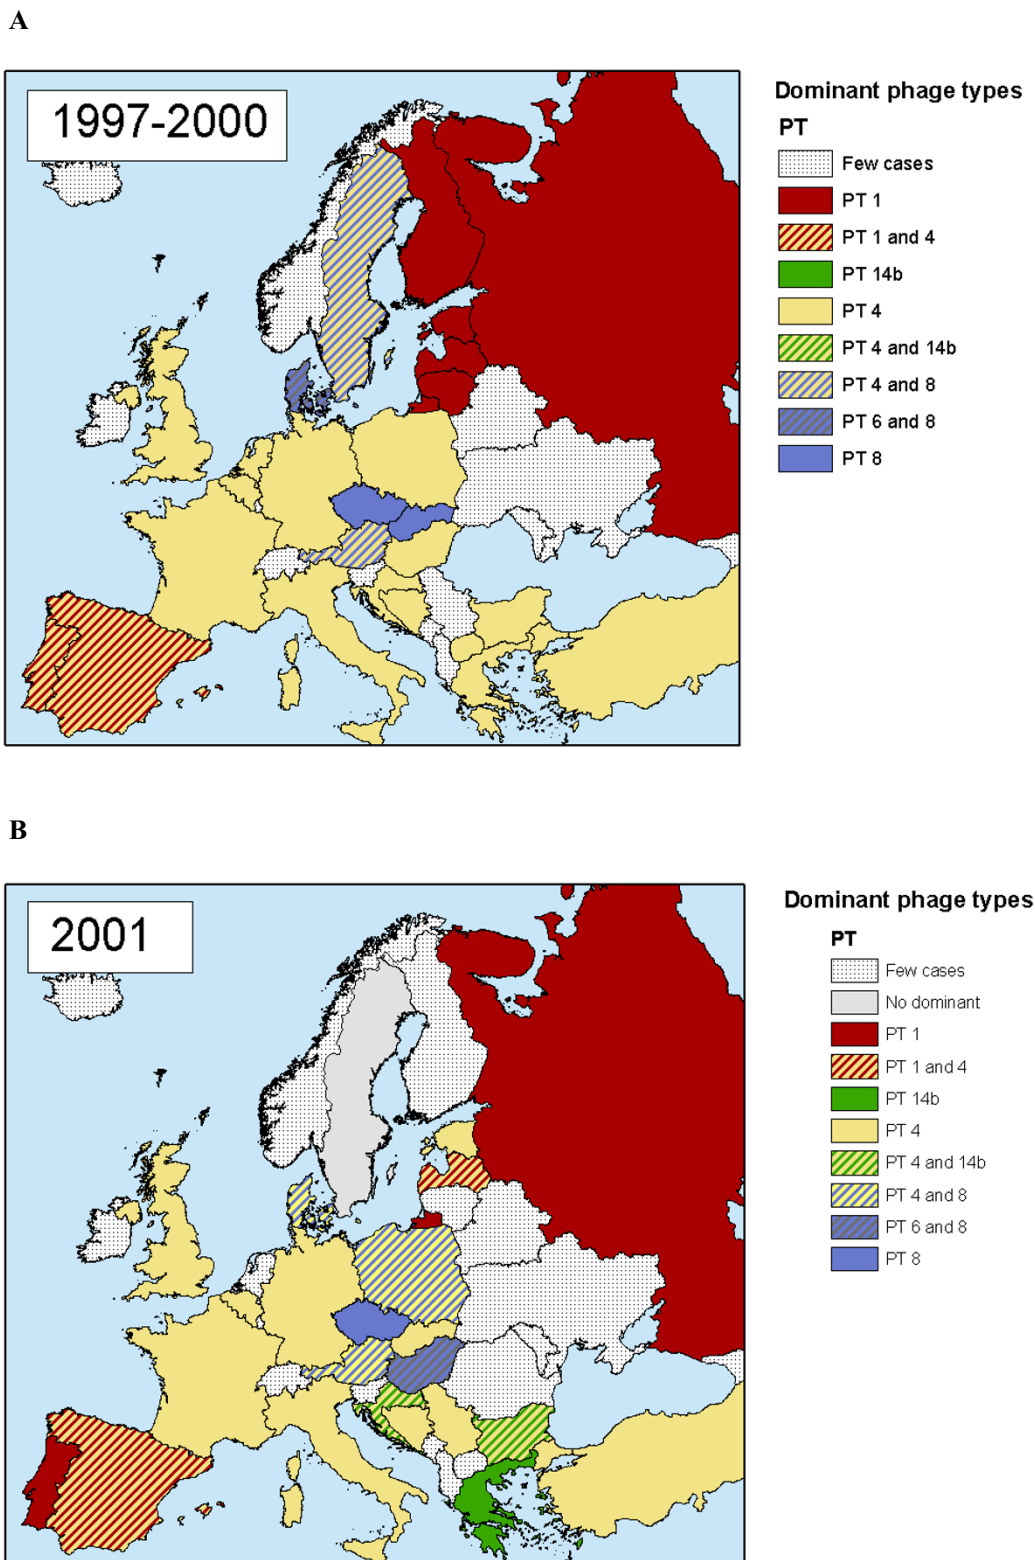 A
1997-2000
Dominant phage types
PT
Few cases
PT 1
PT 1 and 4
PT 14b
PT 4
PT 4 and 14b
PT 4 and 8
PT 6 and 8
PT 8
B
2001
Dominant phage types
PT
Few cases
No dominant
PT 1
PT 1 and 4
PT 14b
PT 4
PT 4 and 14b
PT 4 and 8
PT 6 and 8
PT 8